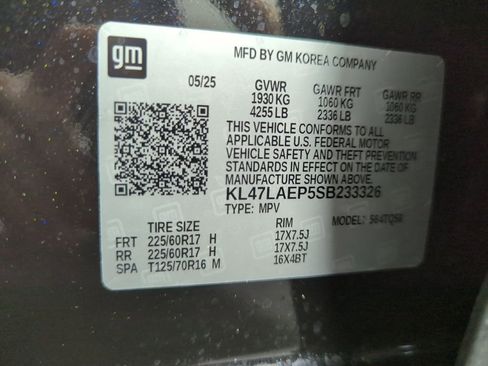 gm
MFD BY GM KOREA COMPANY
05/25 GVWR GAWR FRT GAWR RR
1930 KG 1060 KG 1060 KG
4255 LB 2336 LB 2336 LB
THIS VEHICLE CONFORMS TO ALL
APPLICABLE U.S. FEDERAL MOTOR
VEHICLE SAFETY AND THEFT PREVENTION
STANDARDS IN EFFECT ON THE DATE OF
MANUFACTURE SHOWN ABOVE.
KL47LAEP5SB233326
TYPE: MPV MODEL:
TIRE SIZE RIM
FRT 225/60R17 H 17X7.5J
RR 225/60R17 H 17X7.5J
SPA T125/70R16 M 16X4BT